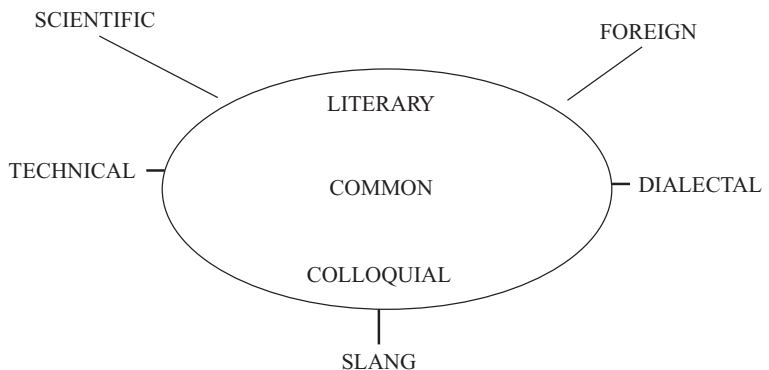 SCIENTIFIC
FOREIGN
LITERARY
TECHNICAL
COMMON
DIALECTAL
COLLOQUIAL
SLANG